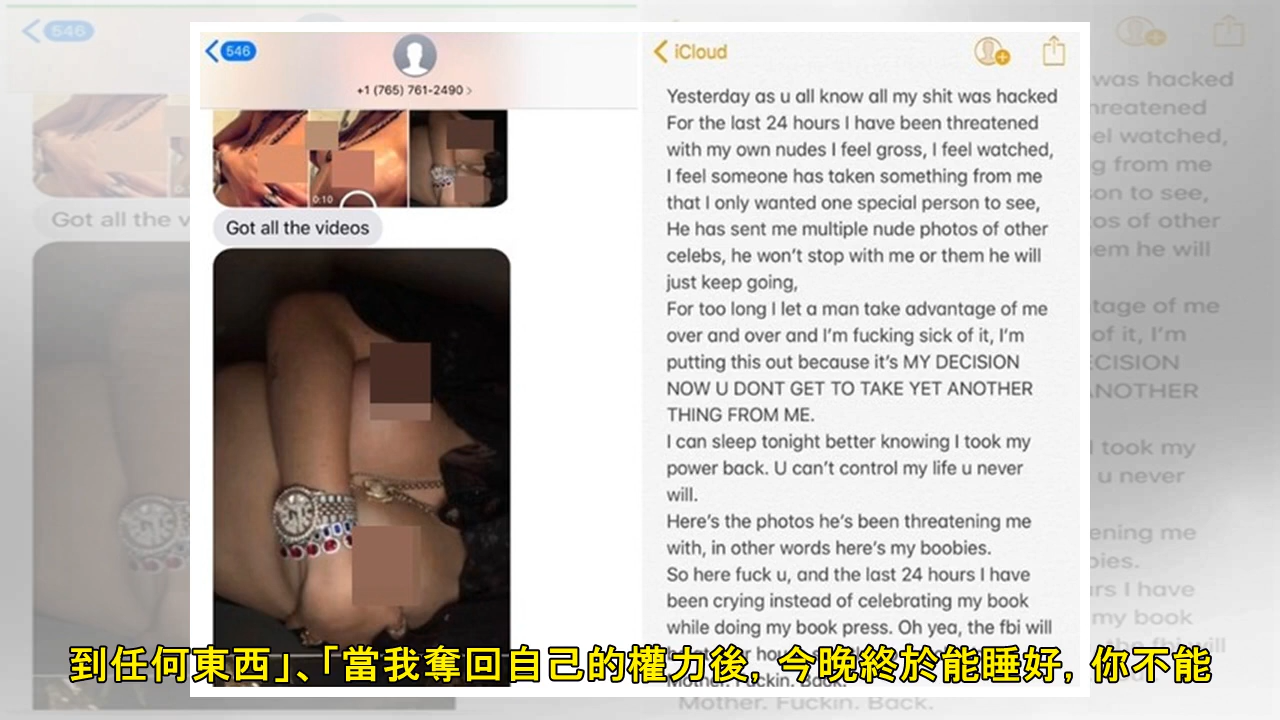 546
+1 (765) 761-2490
0:10
Got all the videos
iCloud
Yesterday as u all know all my shit was hacked
For the last 24 hours I have been threatened
with my own nudes I feel gross, I feel watched,
I feel someone has taken something from me
that I only wanted one special person to see,
He has sent me multiple nude photos of other
celebs, he won't stop with me or them he will
just keep going,
For too long I let a man take advantage of me
over and over and I'm fucking sick of it, I'm
putting this out because it's MY DECISION
NOW U DONT GET TO TAKE YET ANOTHER
THING FROM ME.
I can sleep tonight better knowing I took my
power back. U can't control my life u never
will.
Here's the photos he's been threatening me
with, in other words here's my boobies.
So here fuck u, and the last 24 hours I have
been crying instead of celebrating my book
while doing my book press. Oh yea, the fbi will
Mother. Fuckin. Back.
到任何東西」、「當我奪回自己的權力後, 今晚終於能睡好, 你不能